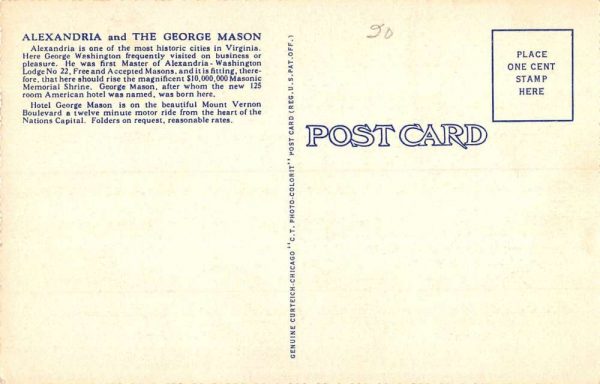 ALEXANDRIA and THE GEORGE MASON
Alexandria is one of the most historic cities in Virginia.
Here George Washington frequently visited on business or
pleasure. He was first Master of Alexandria - Washington
Lodge No 22, Free and Accepted Masons, and it is fitting, there-
fore, that here should rise the magnificent $10,000,000 Masonic
Memorial Shrine. George Mason, after whom the new 125
room American hotel was named, was born here.
Hotel George Mason is on the beautiful Mount Vernon
Boulevard a twelve minute motor ride from the heart of the
Nations Capital. Folders on request, reasonable rates.
GENUINE CURTEICH-CHICAGO "C.T. PHOTO-COLORIT" POST CARD (REG. U.S. PAT. OFF.)
20
POST CARD
PLACE
ONE CENT
STAMP
HERE